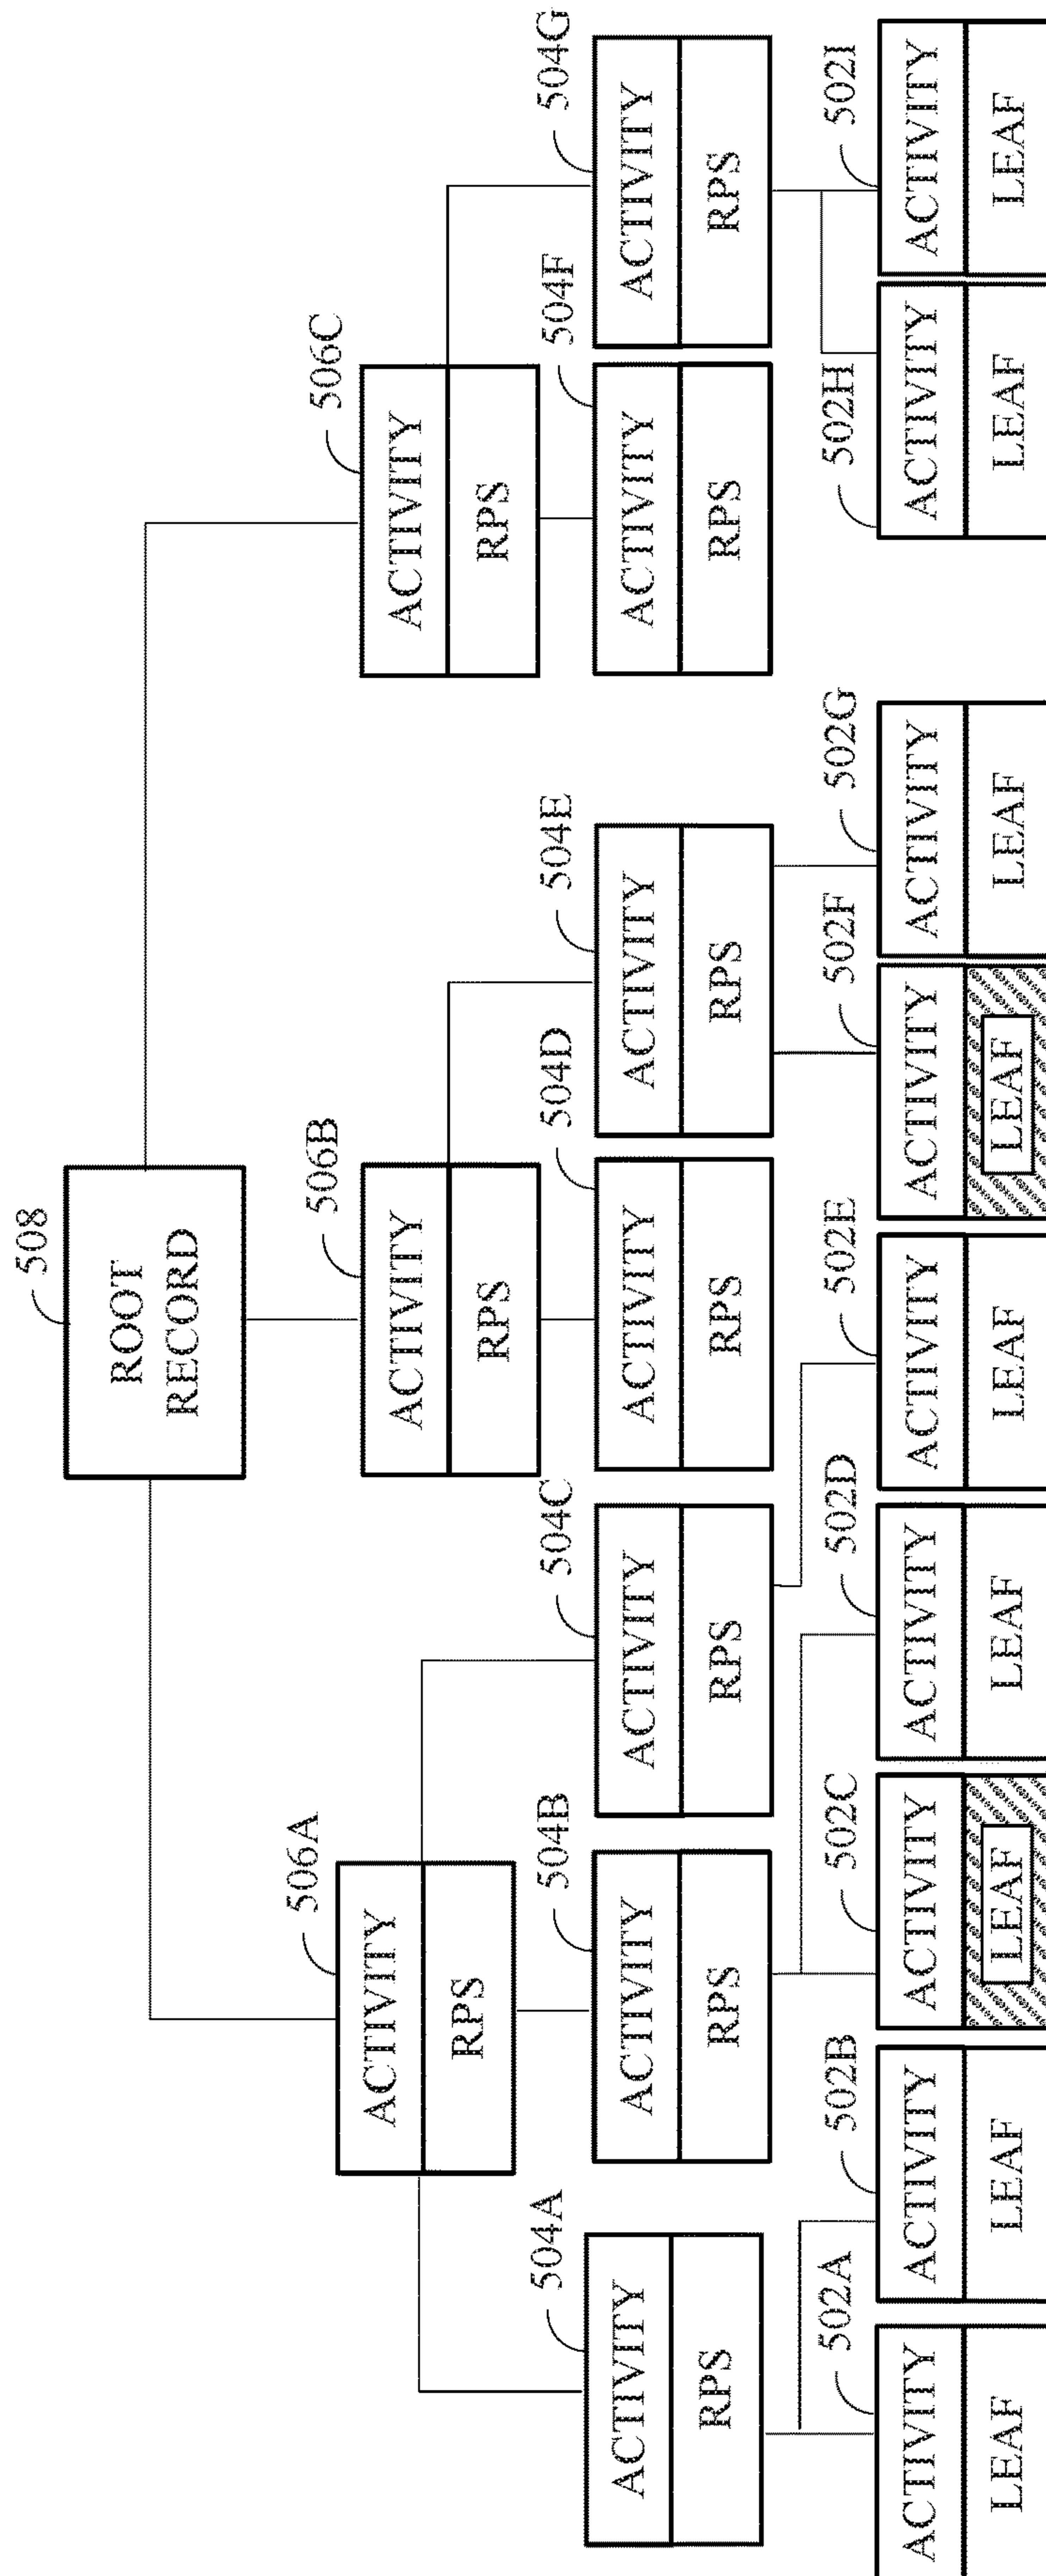 508
ROOT
RECORD
506A
ACTIVITY
RPS
506B
ACTIVITY
RPS
506C
ACTIVITY
RPS
504A
ACTIVITY
RPS
504B
ACTIVITY
RPS
504C
ACTIVITY
RPS
504D
ACTIVITY
RPS
504E
ACTIVITY
RPS
504F
ACTIVITY
RPS
504G
ACTIVITY
RPS
502A
ACTIVITY
LEAF
502B
ACTIVITY
LEAF
502C
ACTIVITY
LEAF
502D
ACTIVITY
LEAF
502E
ACTIVITY
LEAF
502F
ACTIVITY
LEAF
502G
ACTIVITY
LEAF
502H
ACTIVITY
LEAF
502I
ACTIVITY
LEAF